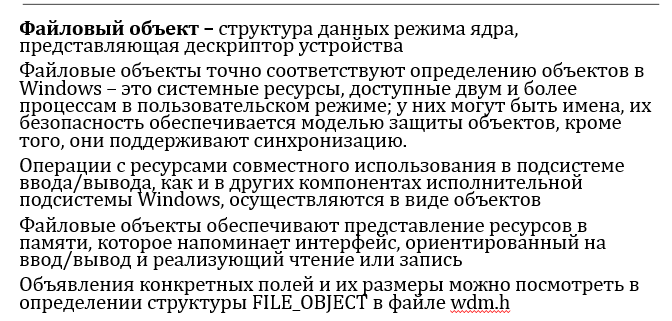 Файловый объект – структура данных режима ядра,
представляющая дескриптор устройства
Файловые объекты точно соответствуют определению объектов в
Windows – это системные ресурсы, доступные двум и более
процессам в пользовательском режиме; у них могут быть имена, их
безопасность обеспечивается моделью защиты объектов, кроме
того, они поддерживают синхронизацию.
Операции с ресурсами совместного использования в подсистеме
ввода/вывода, как и в других компонентах исполнительной
подсистемы Windows, осуществляются в виде объектов
Файловые объекты обеспечивают представление ресурсов в
памяти, которое напоминает интерфейс, ориентированный на
ввод/вывод и реализующий чтение или запись
Объявления конкретных полей и их размеры можно посмотреть в
определении структуры FILE_OBJECT в файле wdm.h